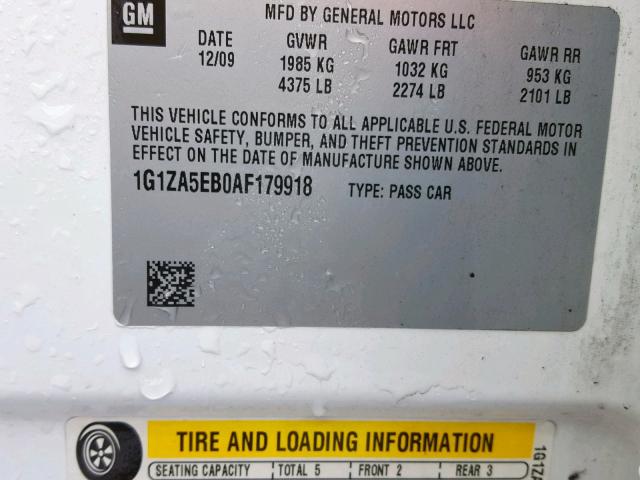 GM
MFD BY GENERAL MOTORS LLC
DATE GVWR GAWR FRT GAWR RR
12/09 1985 KG 1032 KG 953 KG
4375 LB 2274 LB 2101 LB
THIS VEHICLE CONFORMS TO ALL APPLICABLE U.S. FEDERAL MOTOR
VEHICLE SAFETY, BUMPER, AND THEFT PREVENTION STANDARDS
IN EFFECT ON THE DATE OF MANUFACTURE SHOWN ABOVE.
1G1ZA5EB0AF179918 TYPE: PASS CAR
TIRE AND LOADING INFORMATION
SEATING CAPACITY TOTAL 5 FRONT 2 REAR 3
1G1ZA